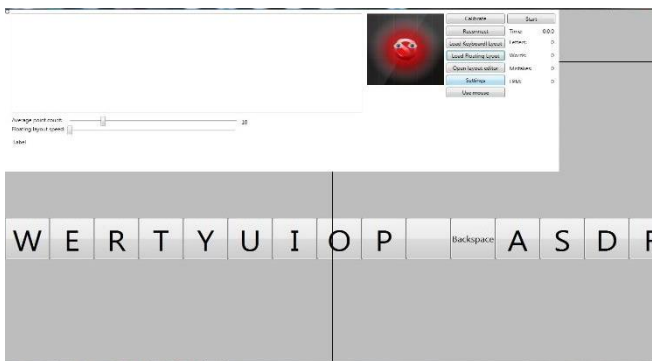 Calibrate
Start
Reconnect
Time: 0:0.0
Load Keyboard Layout
Letters: 0
Load Floating Layout
Words: 0
Open layout editor
Mistakes: 0
Settings
0
Use mouse
Average point count:
Floating layout speed:
Label
W E R T Y U I O P Backspace A S D F